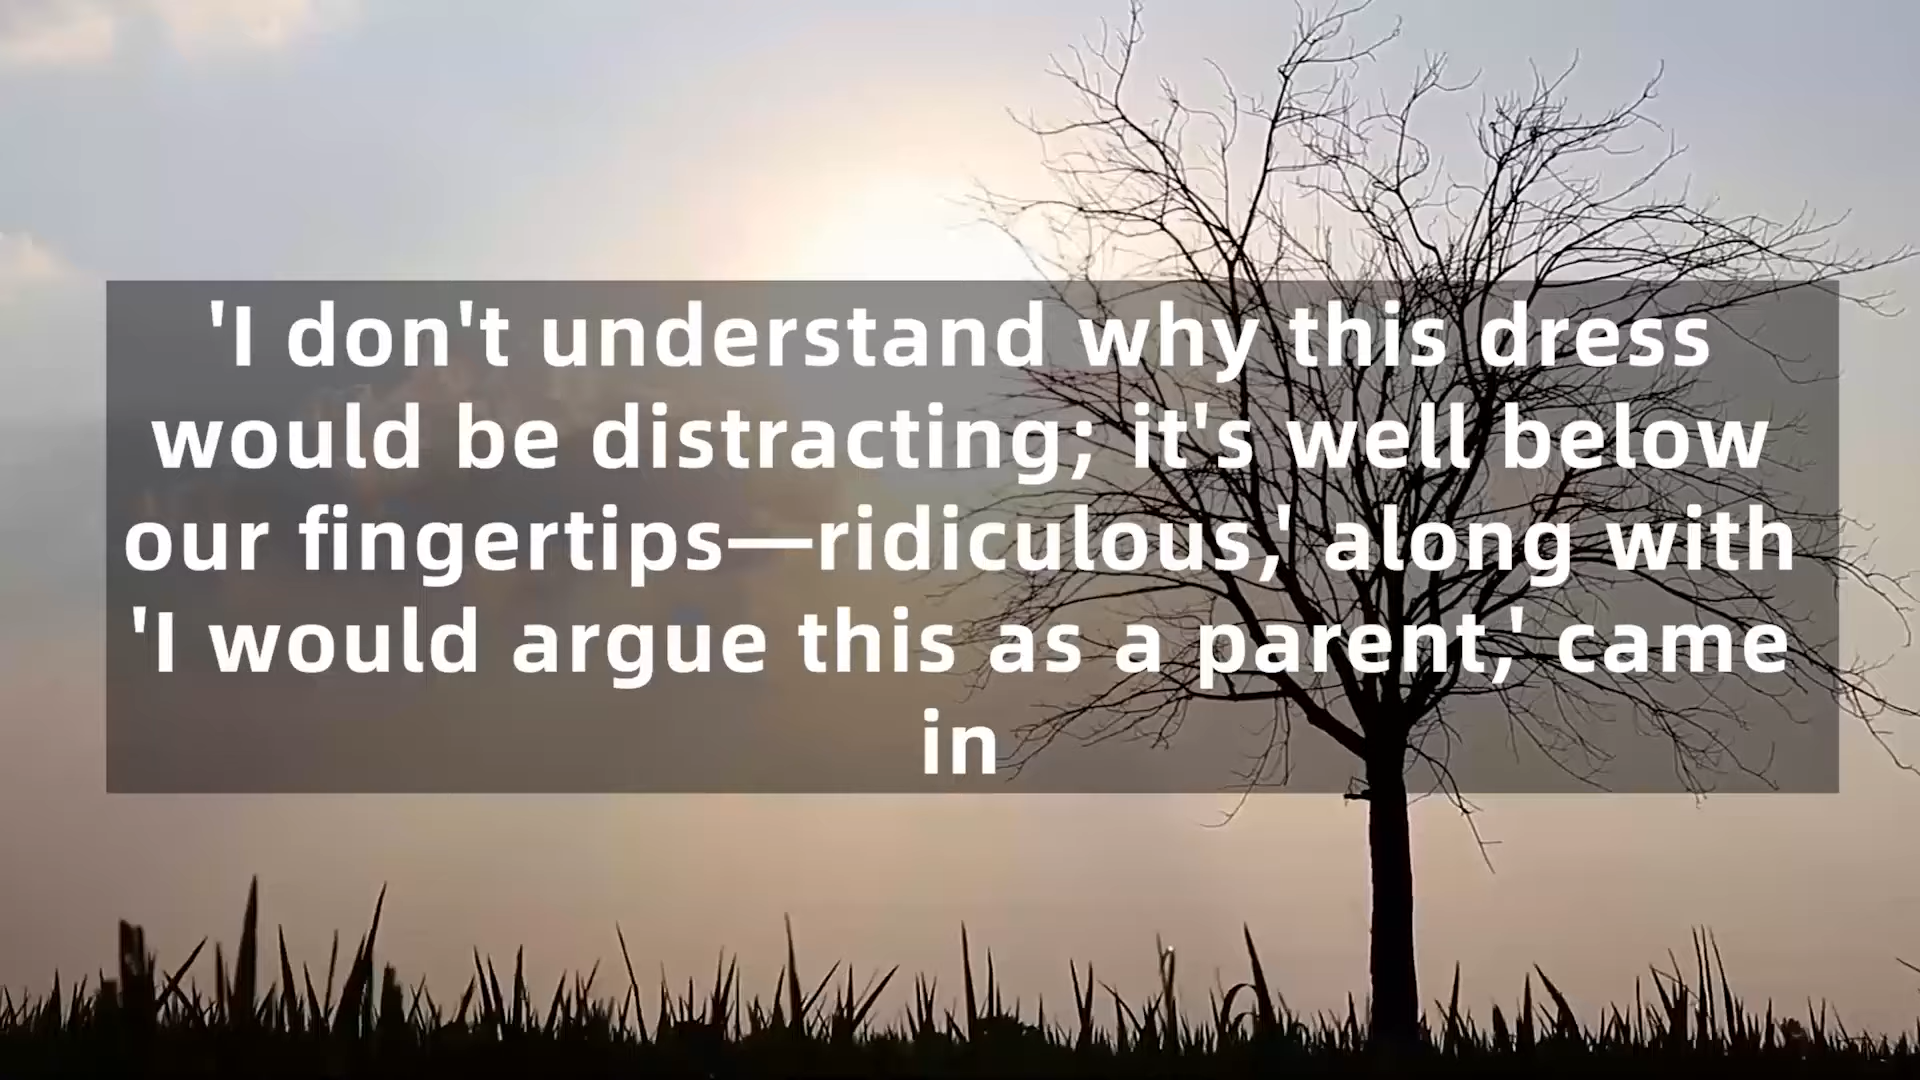 'I don't understand why this dress
would be distracting; it's well below
our fingertips—ridiculous,' along with
'I would argue this as a parent,' came
in